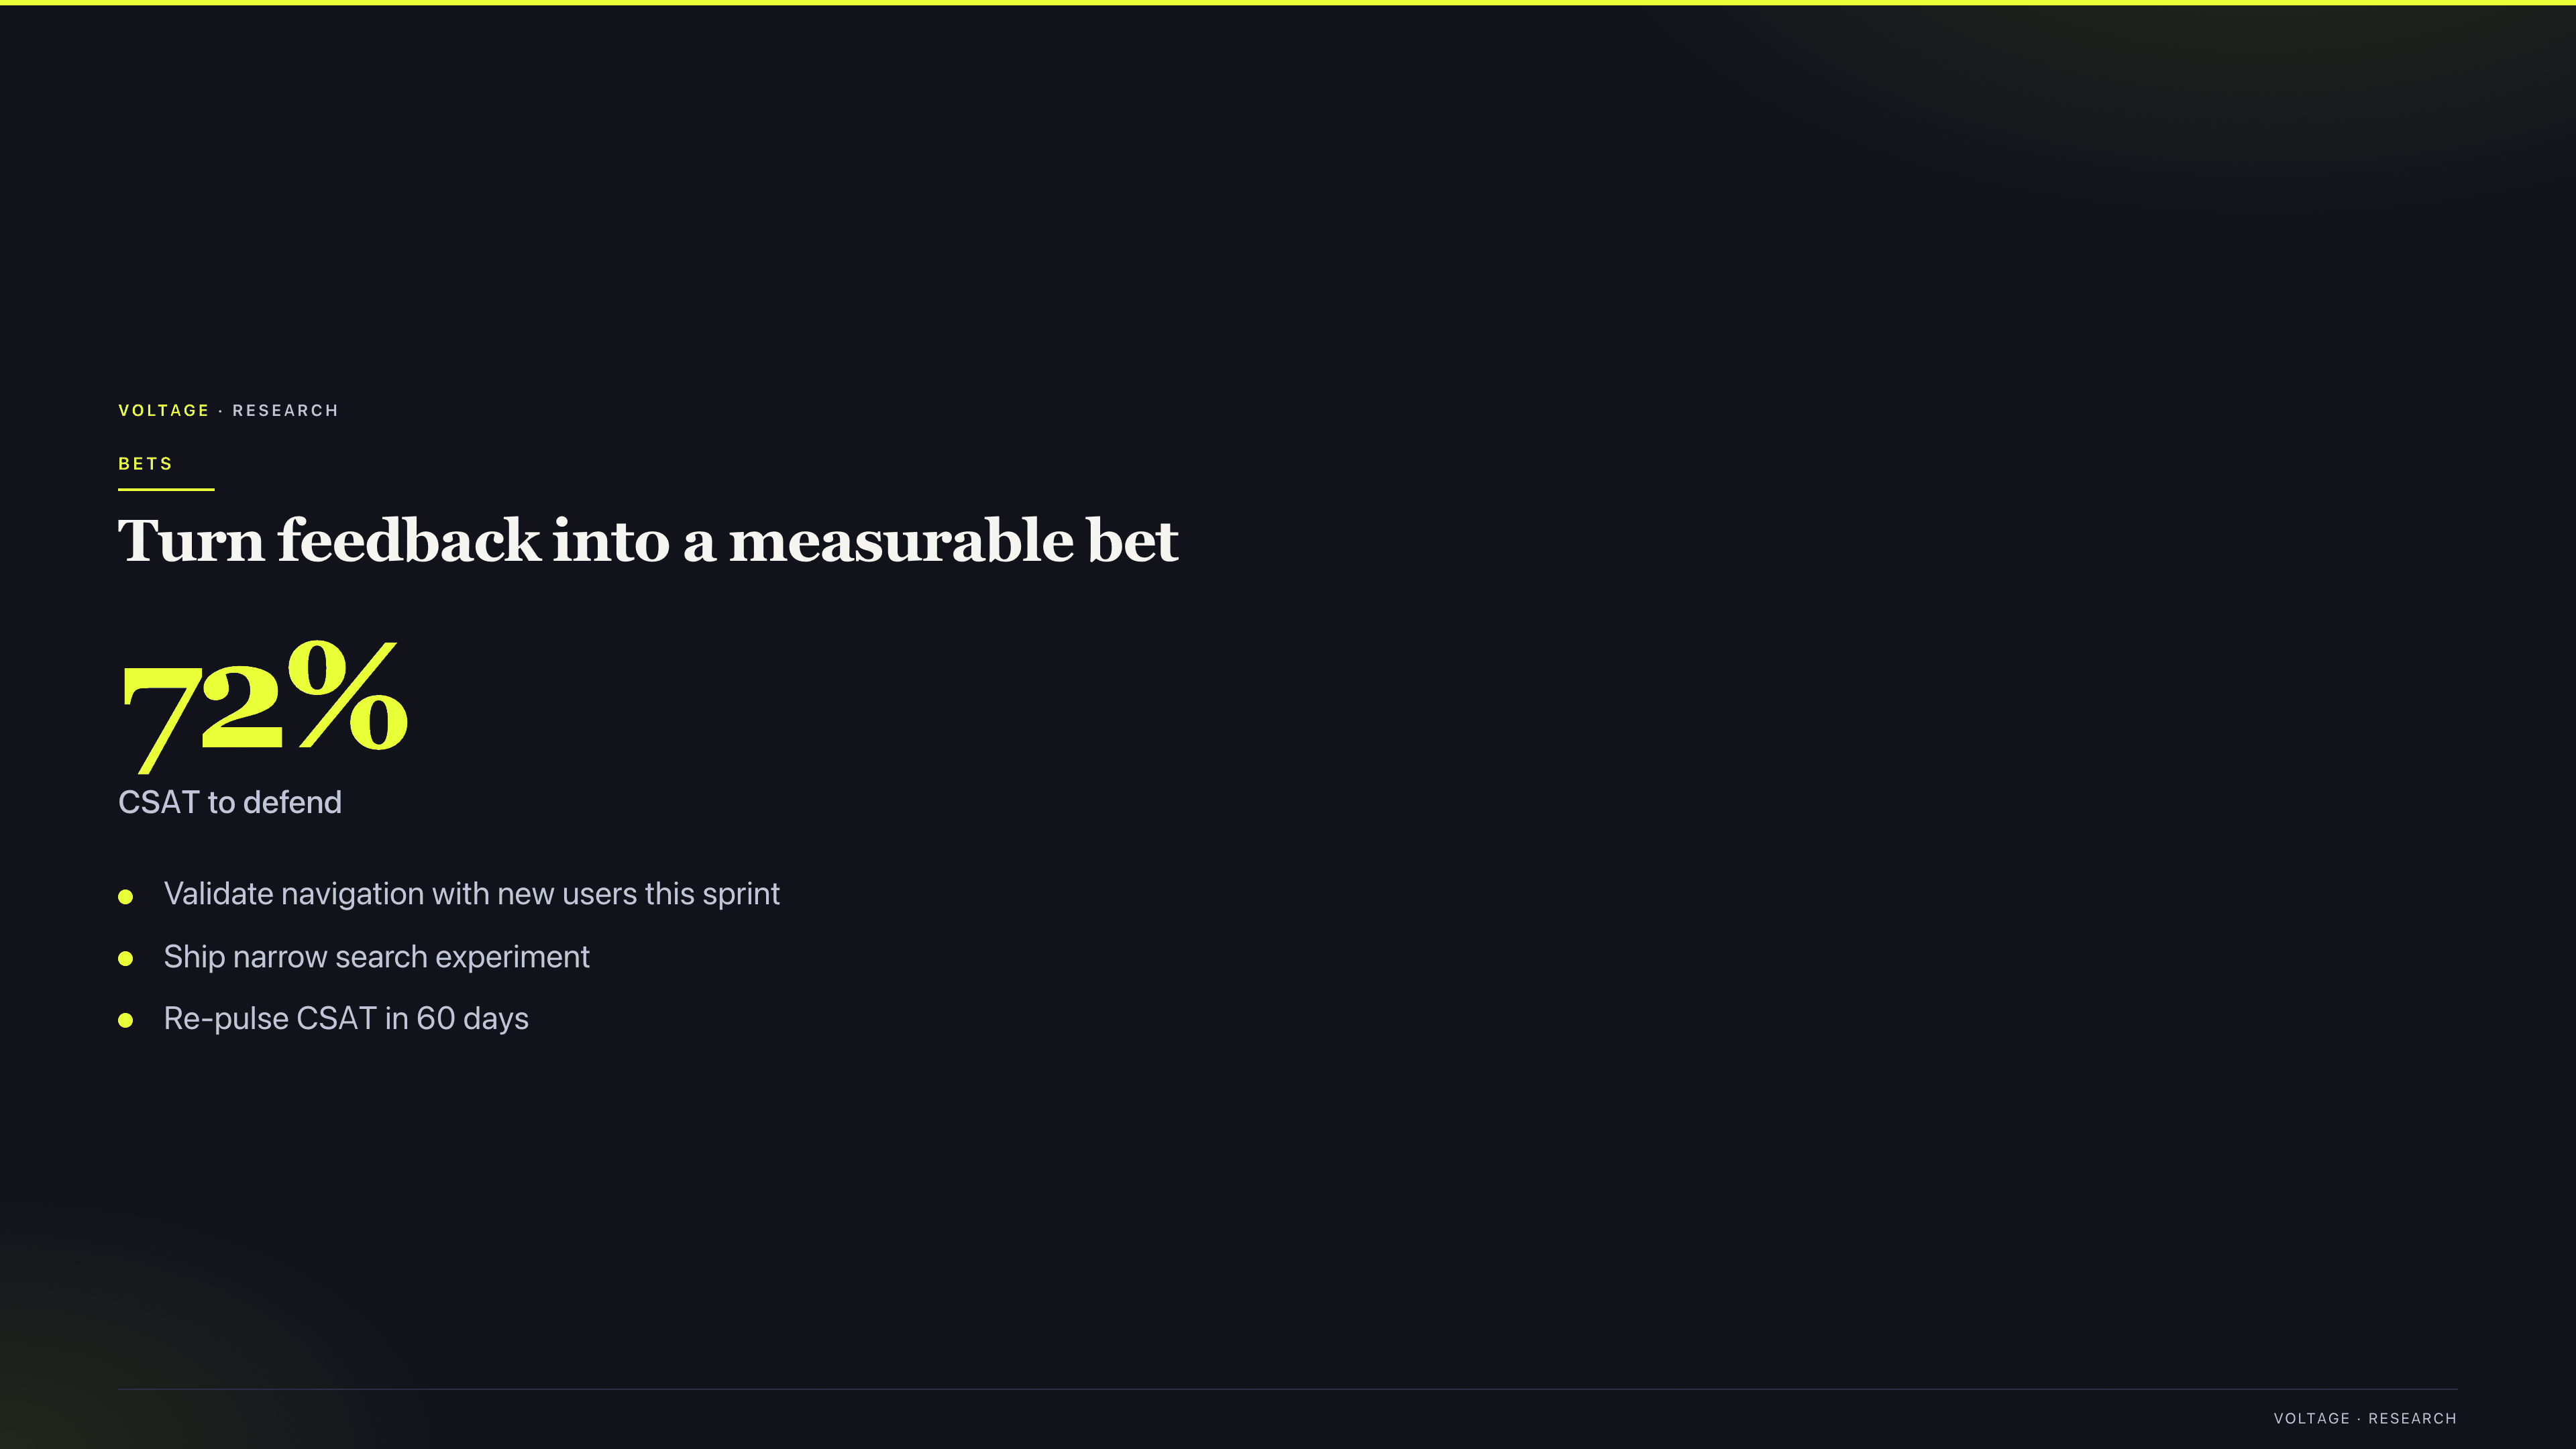 VOLTAGE · RESEARCH
BETS
Turn feedback into a measurable bet
72%
CSAT to defend
Validate navigation with new users this sprint
Ship narrow search experiment
Re-pulse CSAT in 60 days
VOLTAGE · RESEARCH